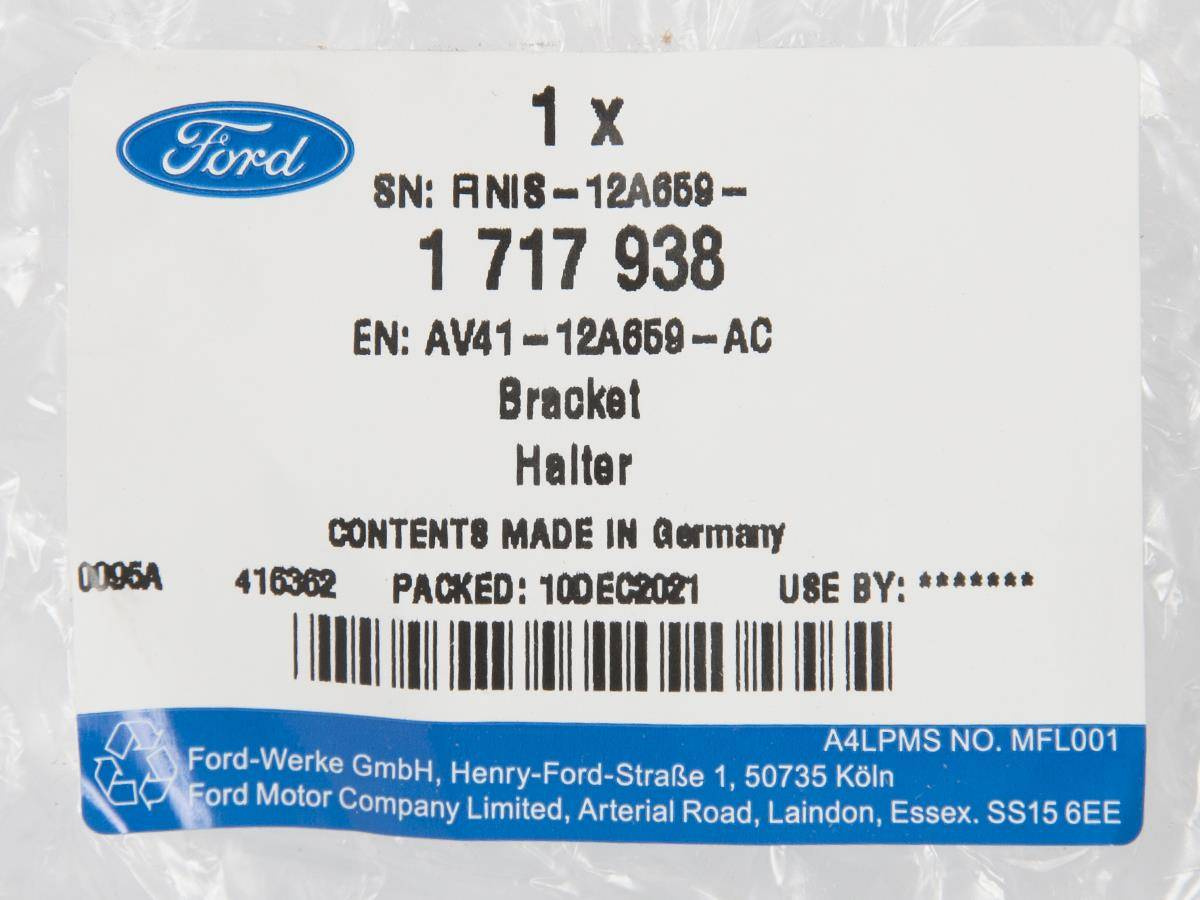 Ford
1 x
SN: FINIS-12A659-
1 717 938
EN: AV41-12A659-AC
Bracket
Halter
CONTENTS MADE IN Germany
0095A 416362 PACKED: 10DEC2021 USE BY: *******
A4LPMS NO. MFL001
Ford-Werke GmbH, Henry-Ford-Straße 1, 50735 Köln
Ford Motor Company Limited, Arterial Road, Laindon, Essex. SS15 6EE